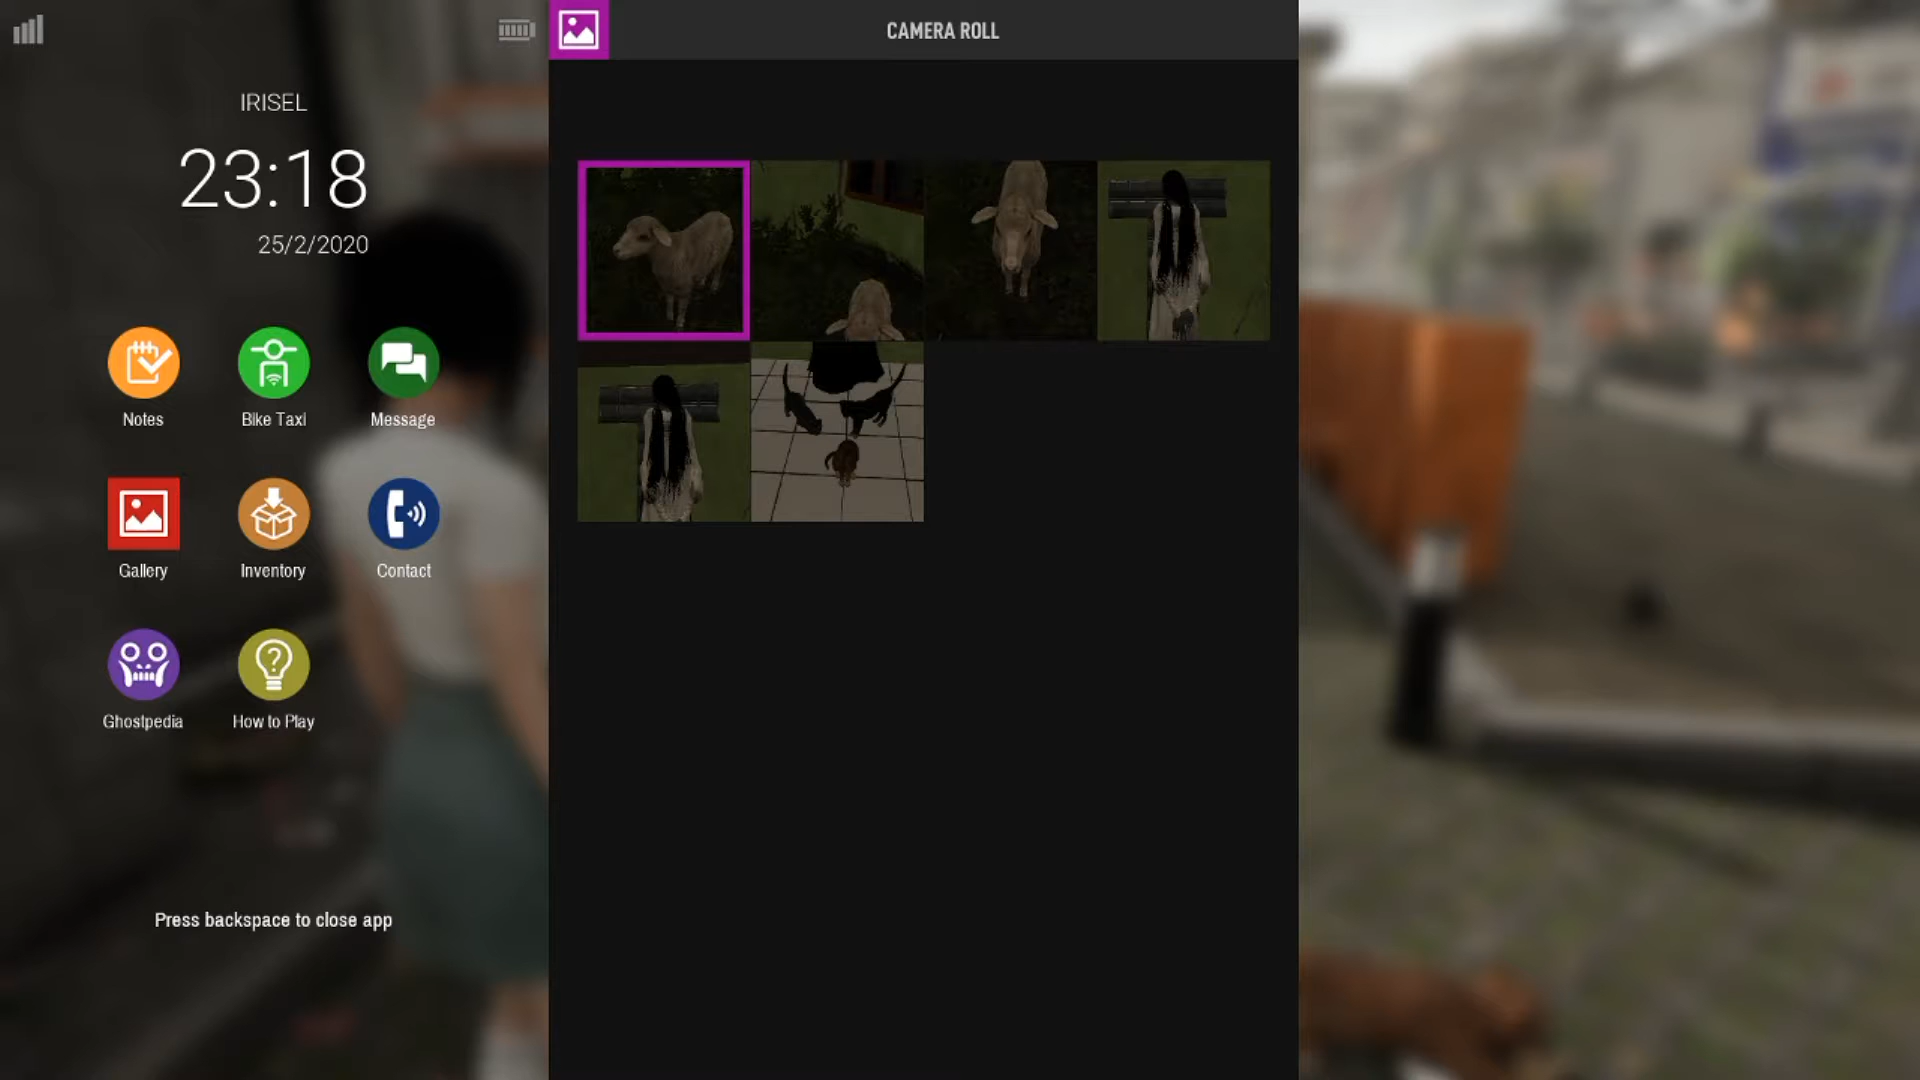 CAMERA ROLL
IRISEL
23:18
25/2/2020
Notes
Bike Taxi
Message
Gallery
Inventory
Contact
Ghostpedia
How to Play
Press backspace to close app